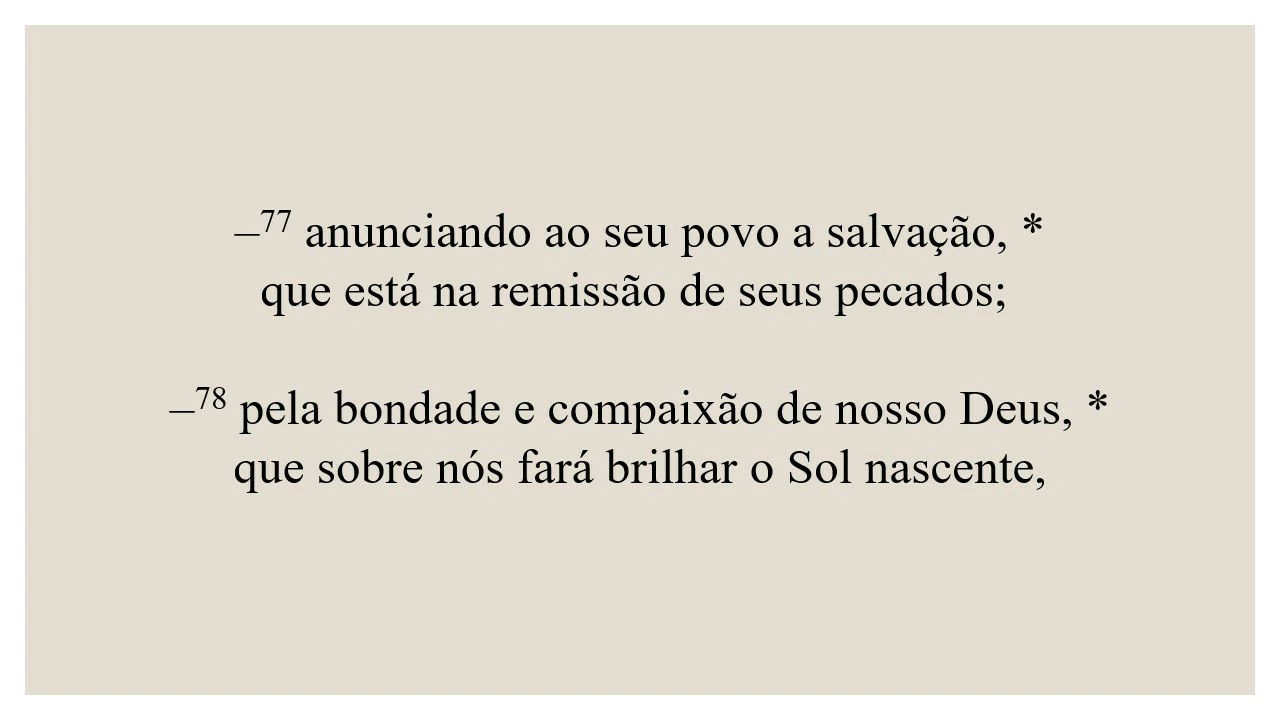 –77 anunciando ao seu povo a salvação, *
que está na remissão de seus pecados;
–78 pela bondade e compaixão de nosso Deus, *
que sobre nós fará brilhar o Sol nascente,